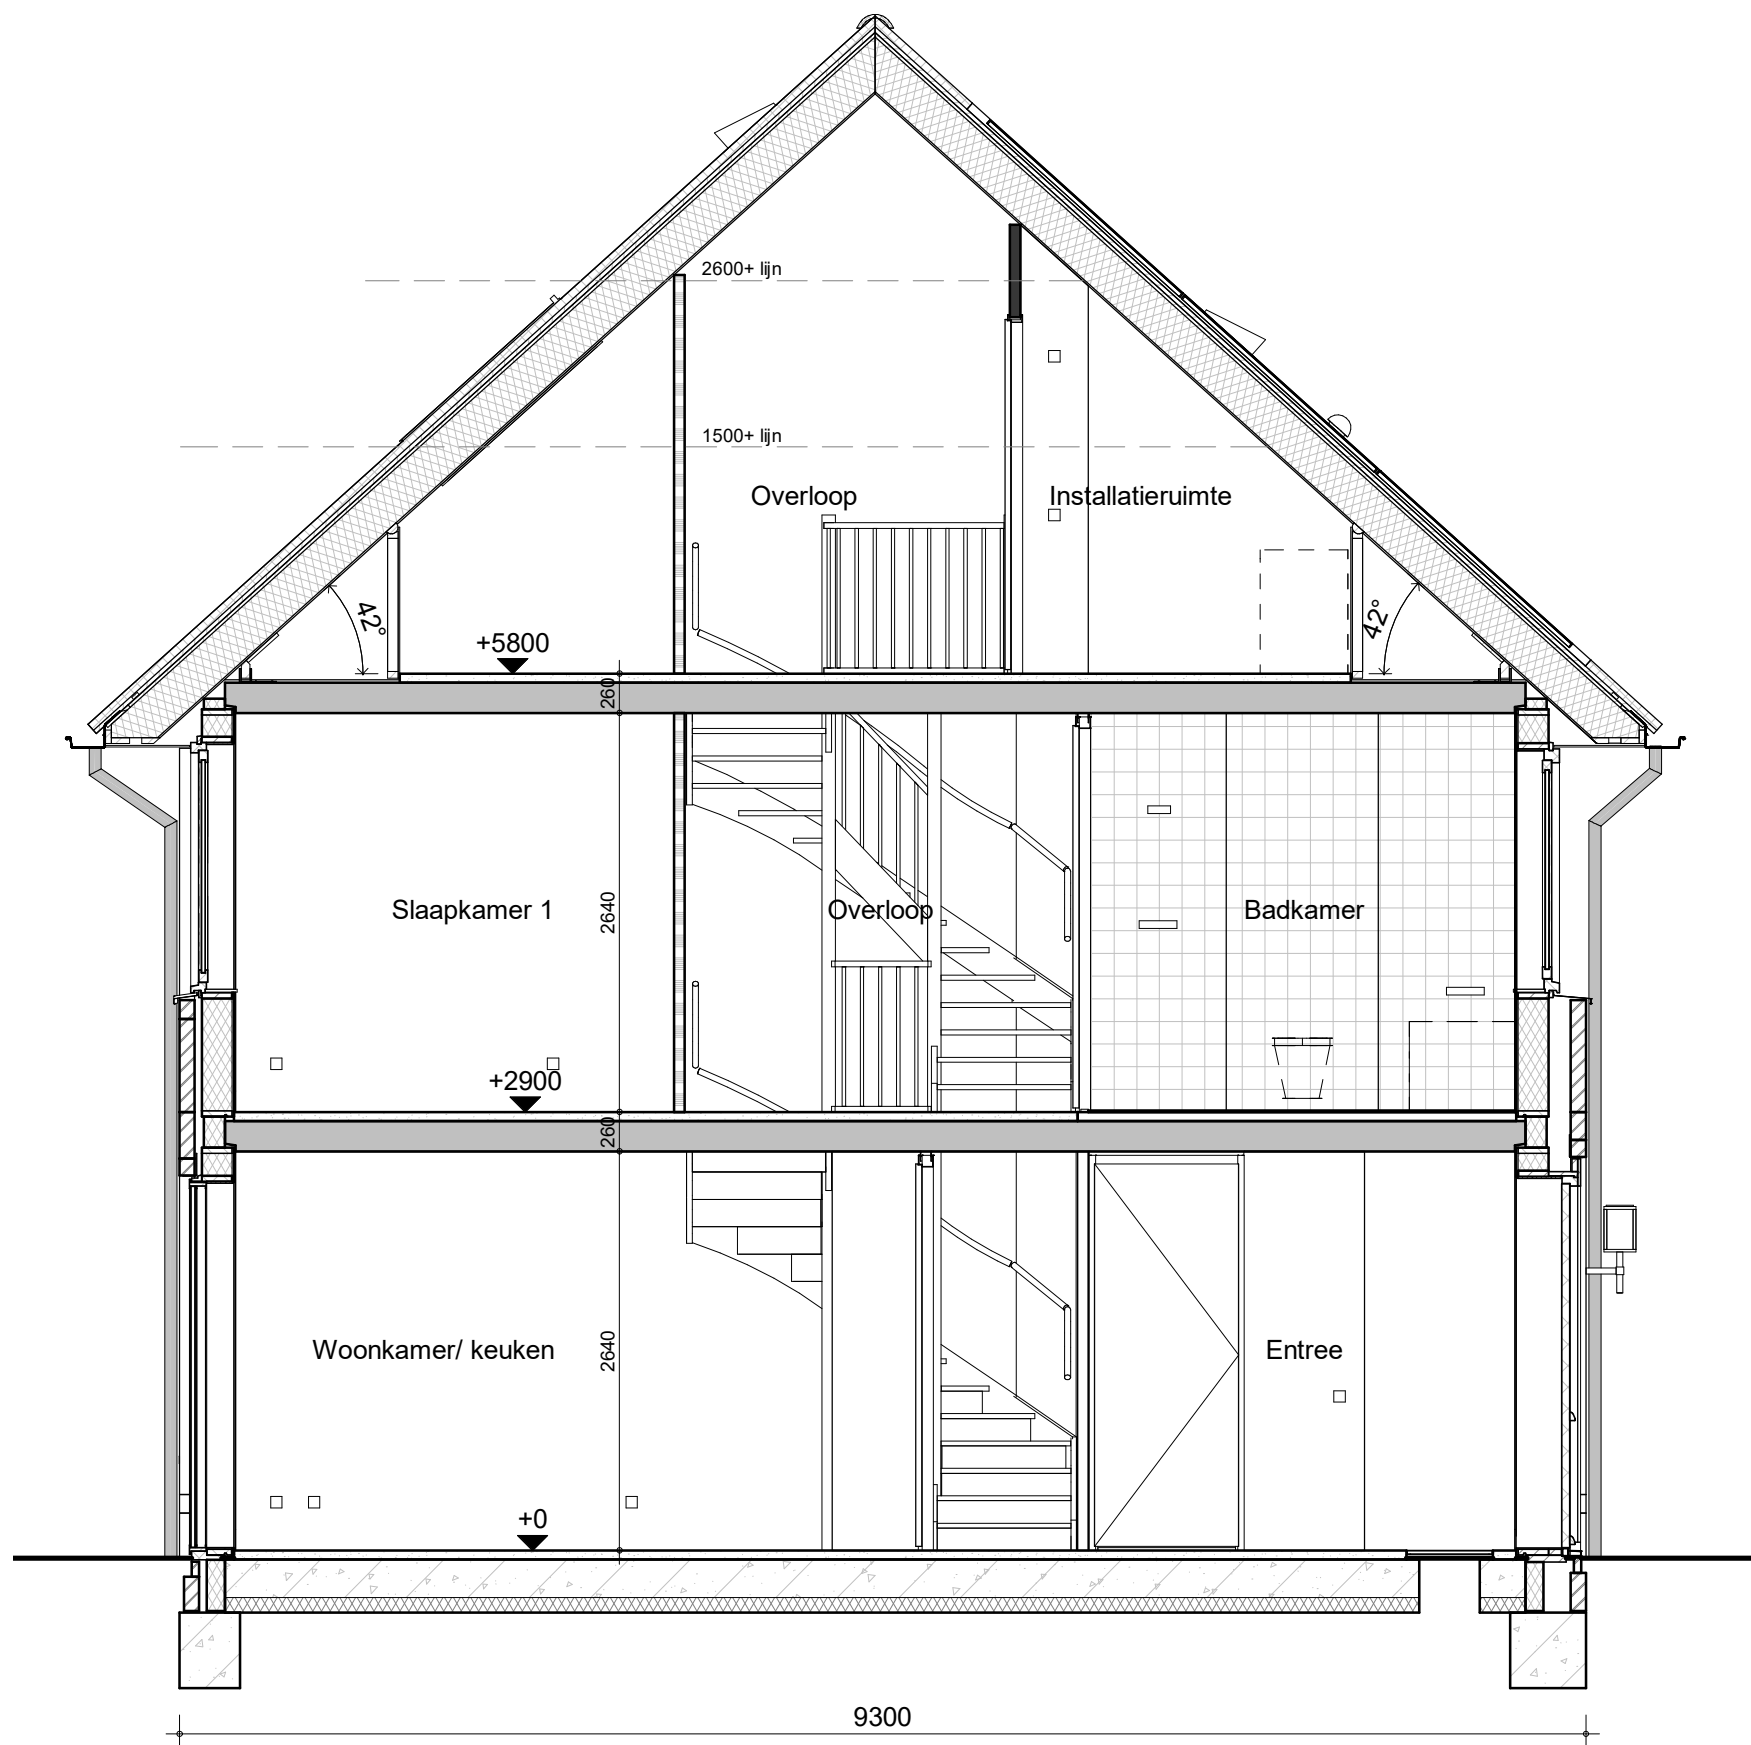 2600+ lijn
1500+ lijn
Overloop
Installatieruimte
42°
42°
+5800
260
Slaapkamer 1
2640
Overloop
Badkamer
+2900
260
Woonkamer/ keuken
2640
Entree
+0
9300